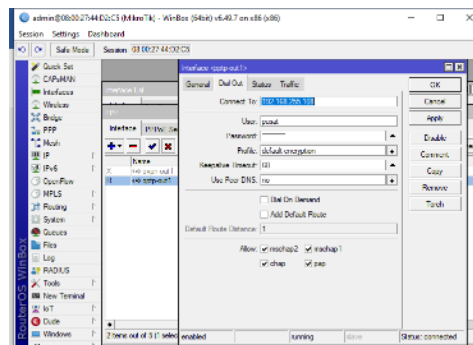 admin@08:00:27:44:D2:C5 (MikroTik) - WinBox (64bit) v6.49.7 on x86 (x86)
Session Settings Dashboard
Safe Mode Session: 08:00:27:44:D2:C5
Quick Set
CAPsMAN
Interfaces
Wireless
Bridge
PPP
Mesh
IP
IPv6
OpenFlow
MPLS
Routing
System
Queues
Files
Log
RADIUS
Tools
New Terminal
IoT
Dude
Windows
RouterOS WinBox
Interface List
Interface PPPoE Se
Name
2 items out of 3 (1 selec
Interface <pptp-out1>
General Dial Out Status Traffic
Connect To:
User: pusat
Password:
Profile: default-encryption
Keepalive Timeout: 60
Use Peer DNS: no
Dial On Demand
Add Default Route
Default Route Distance: 1
Allow: mschap2 mschap1
chap pap
OK
Cancel
Apply
Disable
Comment
Copy
Remove
Torch
enabled running slave Status: connected